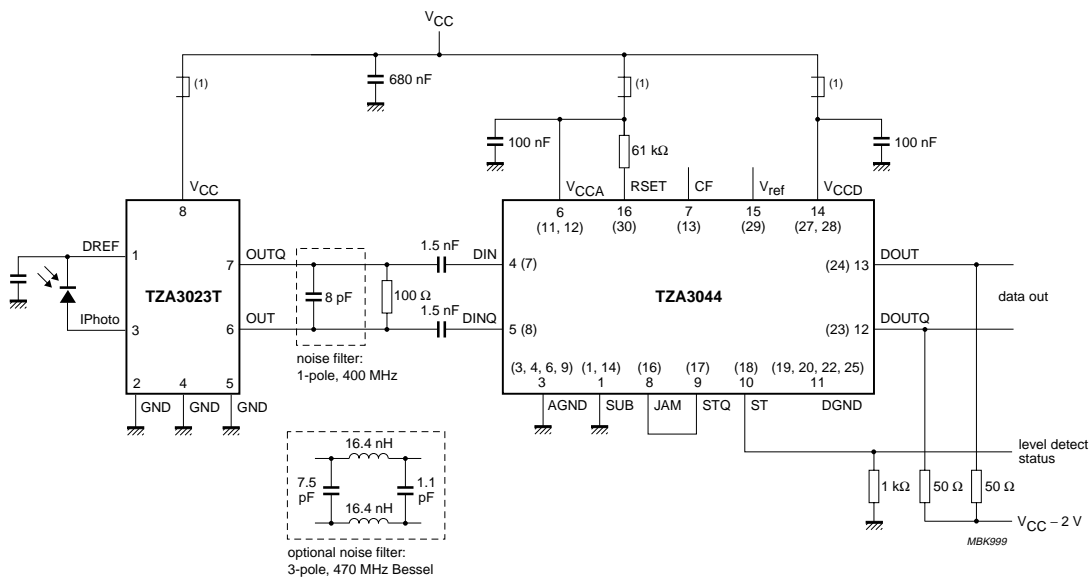 VCC
(1)
680 nF
(1)
(1)
100 nF
61 kΩ
100 nF
VCC
8
VCCA
RSET
CF
Vref
VCCD
6
16
7
15
14
(11, 12)
(30)
(13)
(29)
(27, 28)
DREF
1
OUTQ
7
1.5 nF
DIN
4 (7)
(24) 13
DOUT
TZA3023T
8 pF
100 Ω
TZA3044
data out
IPhoto
3
OUT
6
1.5 nF
DINQ
5 (8)
(23) 12
DOUTQ
noise filter:
1-pole, 400 MHz
2
4
5
GND
GND
GND
(3, 4, 6, 9)
(1, 14)
(16)
(17)
(18)
(19, 20, 22, 25)
3
1
8
9
10
11
AGND
SUB
JAM
STQ
ST
DGND
16.4 nH
7.5
pF
1.1
pF
16.4 nH
optional noise filter:
3-pole, 470 MHz Bessel
level detect
status
1 kΩ
50 Ω
50 Ω
VCC − 2 V
MBK999